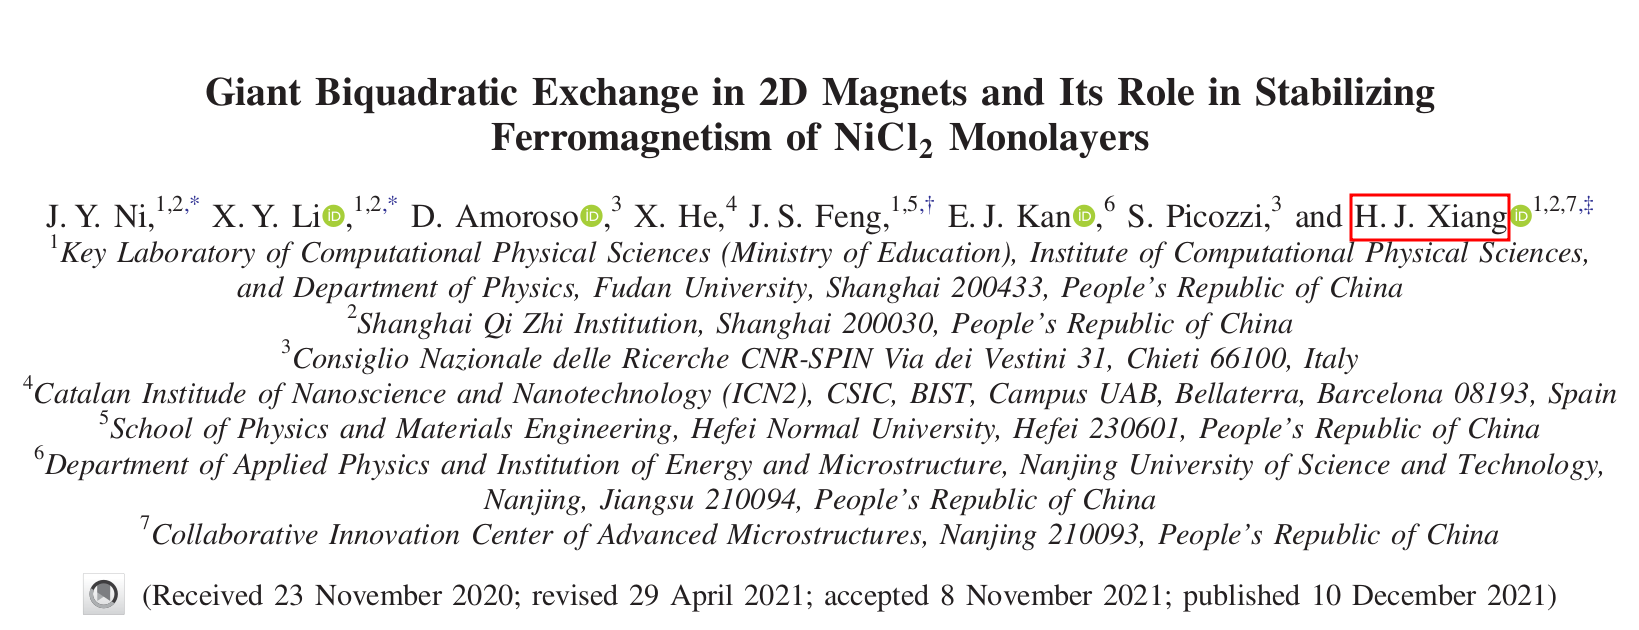 Giant Biquadratic Exchange in 2D Magnets and Its Role in Stabilizing
Ferromagnetism of NiCl₂ Monolayers
J. Y. Ni,¹,²,* X. Y. Li iD,¹,²,* D. Amoroso iD,³ X. He,⁴ J. S. Feng,¹,⁵,† E. J. Kan iD,⁶ S. Picozzi,³ and H. J. Xiang iD¹,²,⁷,‡
¹Key Laboratory of Computational Physical Sciences (Ministry of Education), Institute of Computational Physical Sciences,
and Department of Physics, Fudan University, Shanghai 200433, People's Republic of China
²Shanghai Qi Zhi Institution, Shanghai 200030, People's Republic of China
³Consiglio Nazionale delle Ricerche CNR-SPIN Via dei Vestini 31, Chieti 66100, Italy
⁴Catalan Institude of Nanoscience and Nanotechnology (ICN2), CSIC, BIST, Campus UAB, Bellaterra, Barcelona 08193, Spain
⁵School of Physics and Materials Engineering, Hefei Normal University, Hefei 230601, People's Republic of China
⁶Department of Applied Physics and Institution of Energy and Microstructure, Nanjing University of Science and Technology,
Nanjing, Jiangsu 210094, People's Republic of China
⁷Collaborative Innovation Center of Advanced Microstructures, Nanjing 210093, People's Republic of China
(Received 23 November 2020; revised 29 April 2021; accepted 8 November 2021; published 10 December 2021)